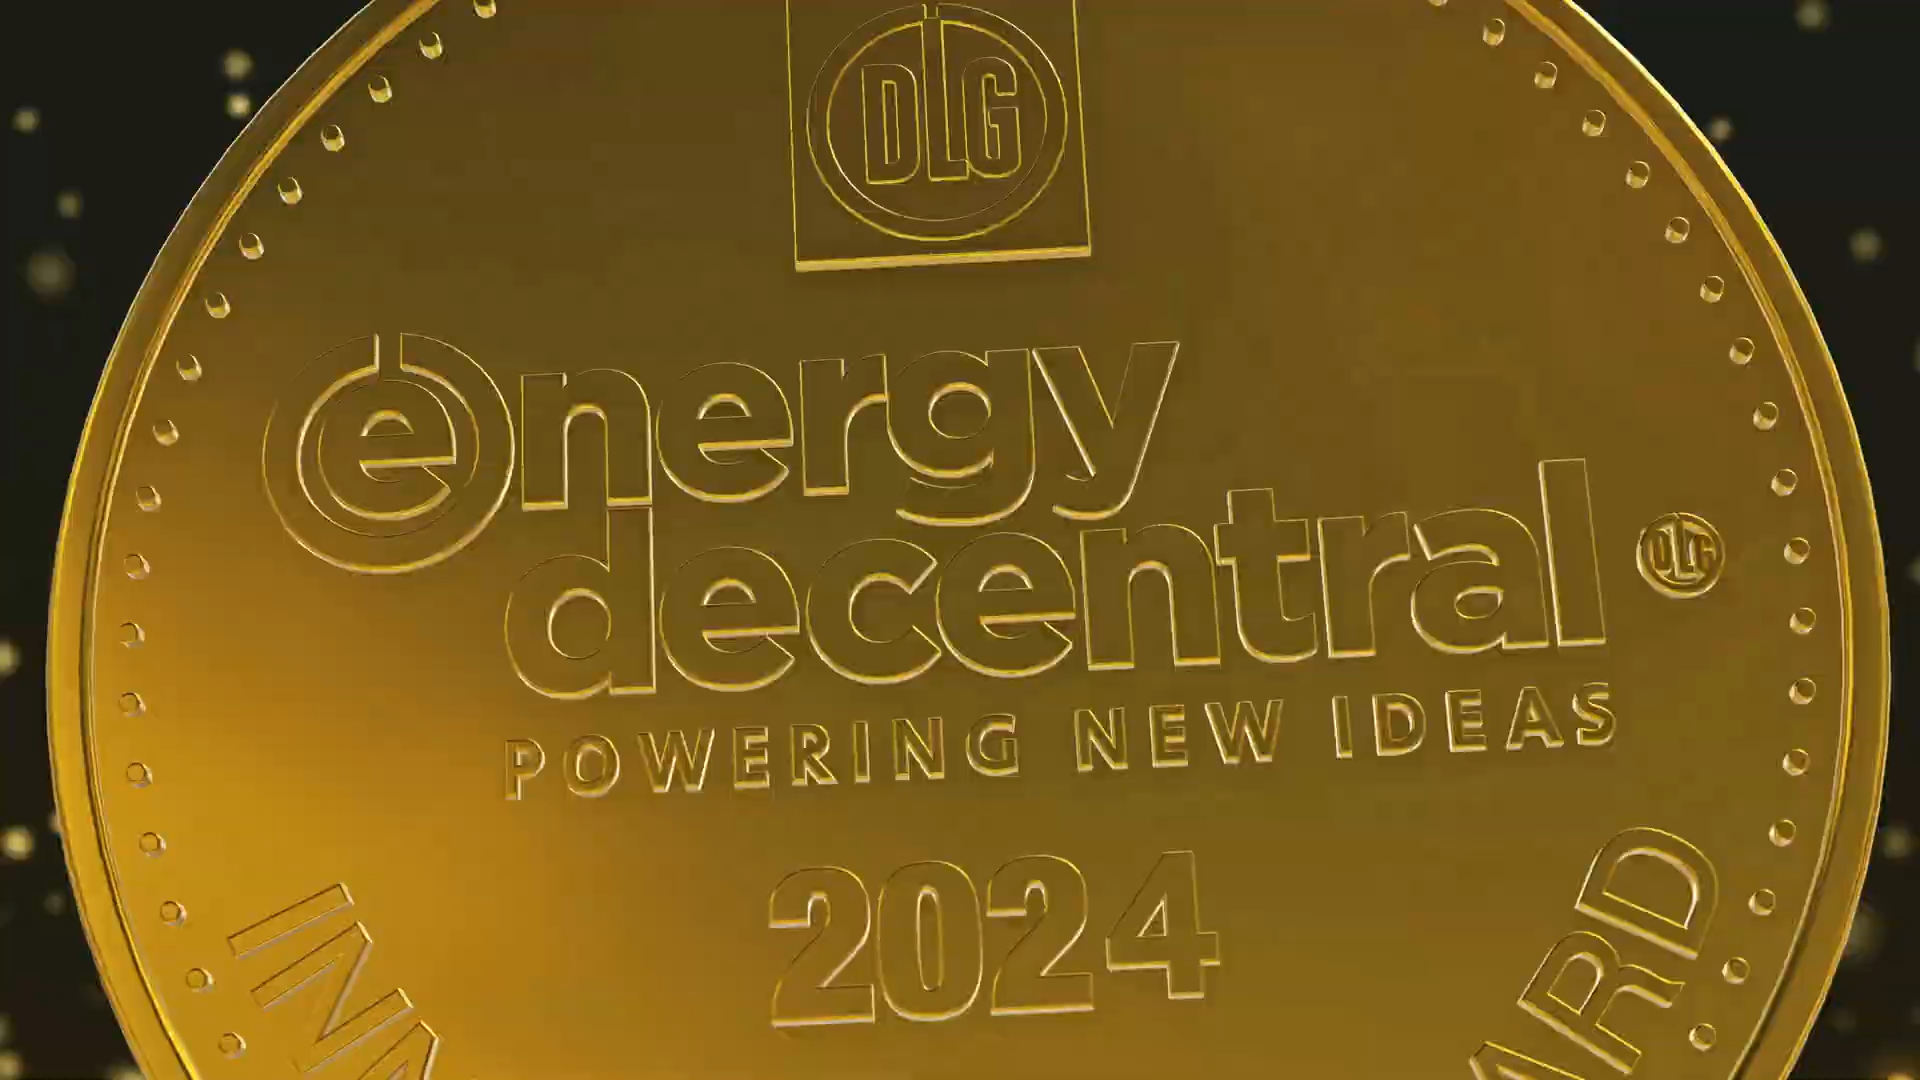 DLG
energy
decentral DLG
POWERING NEW IDEAS
2024